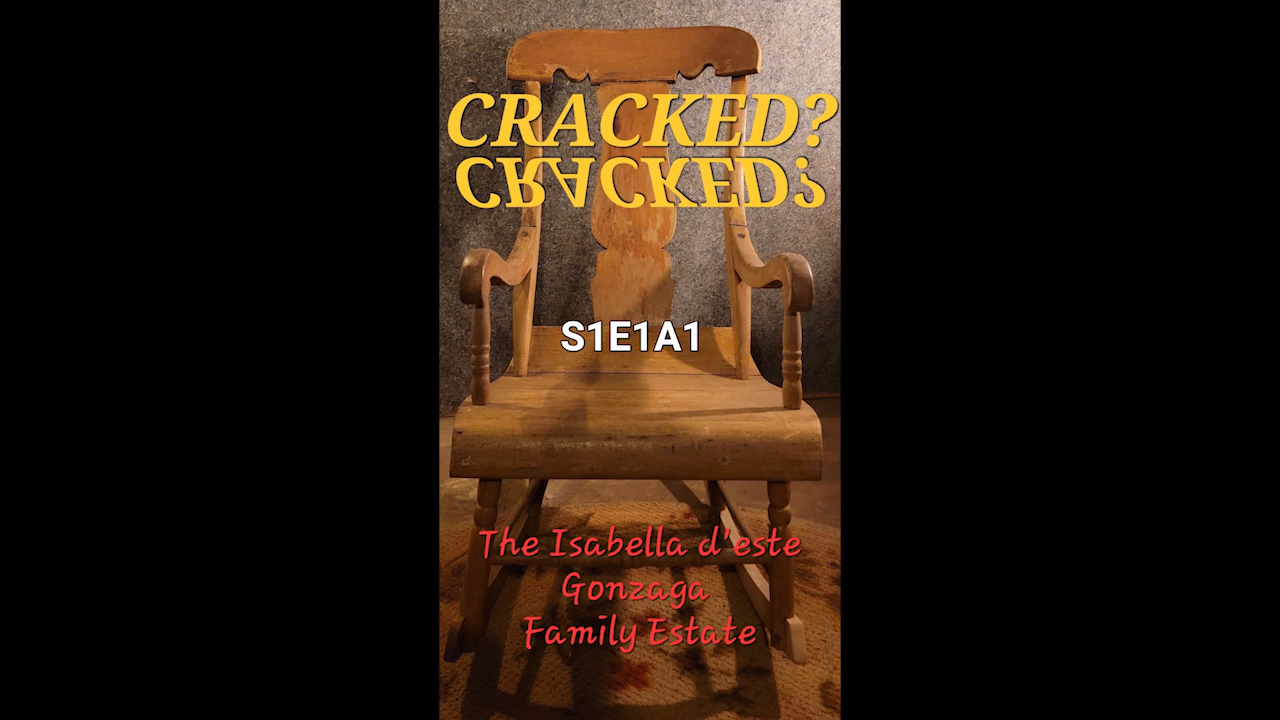 CRACKED?
CRACKED?
S1E1A1
The Isabella d'este
Gonzaga
Family Estate